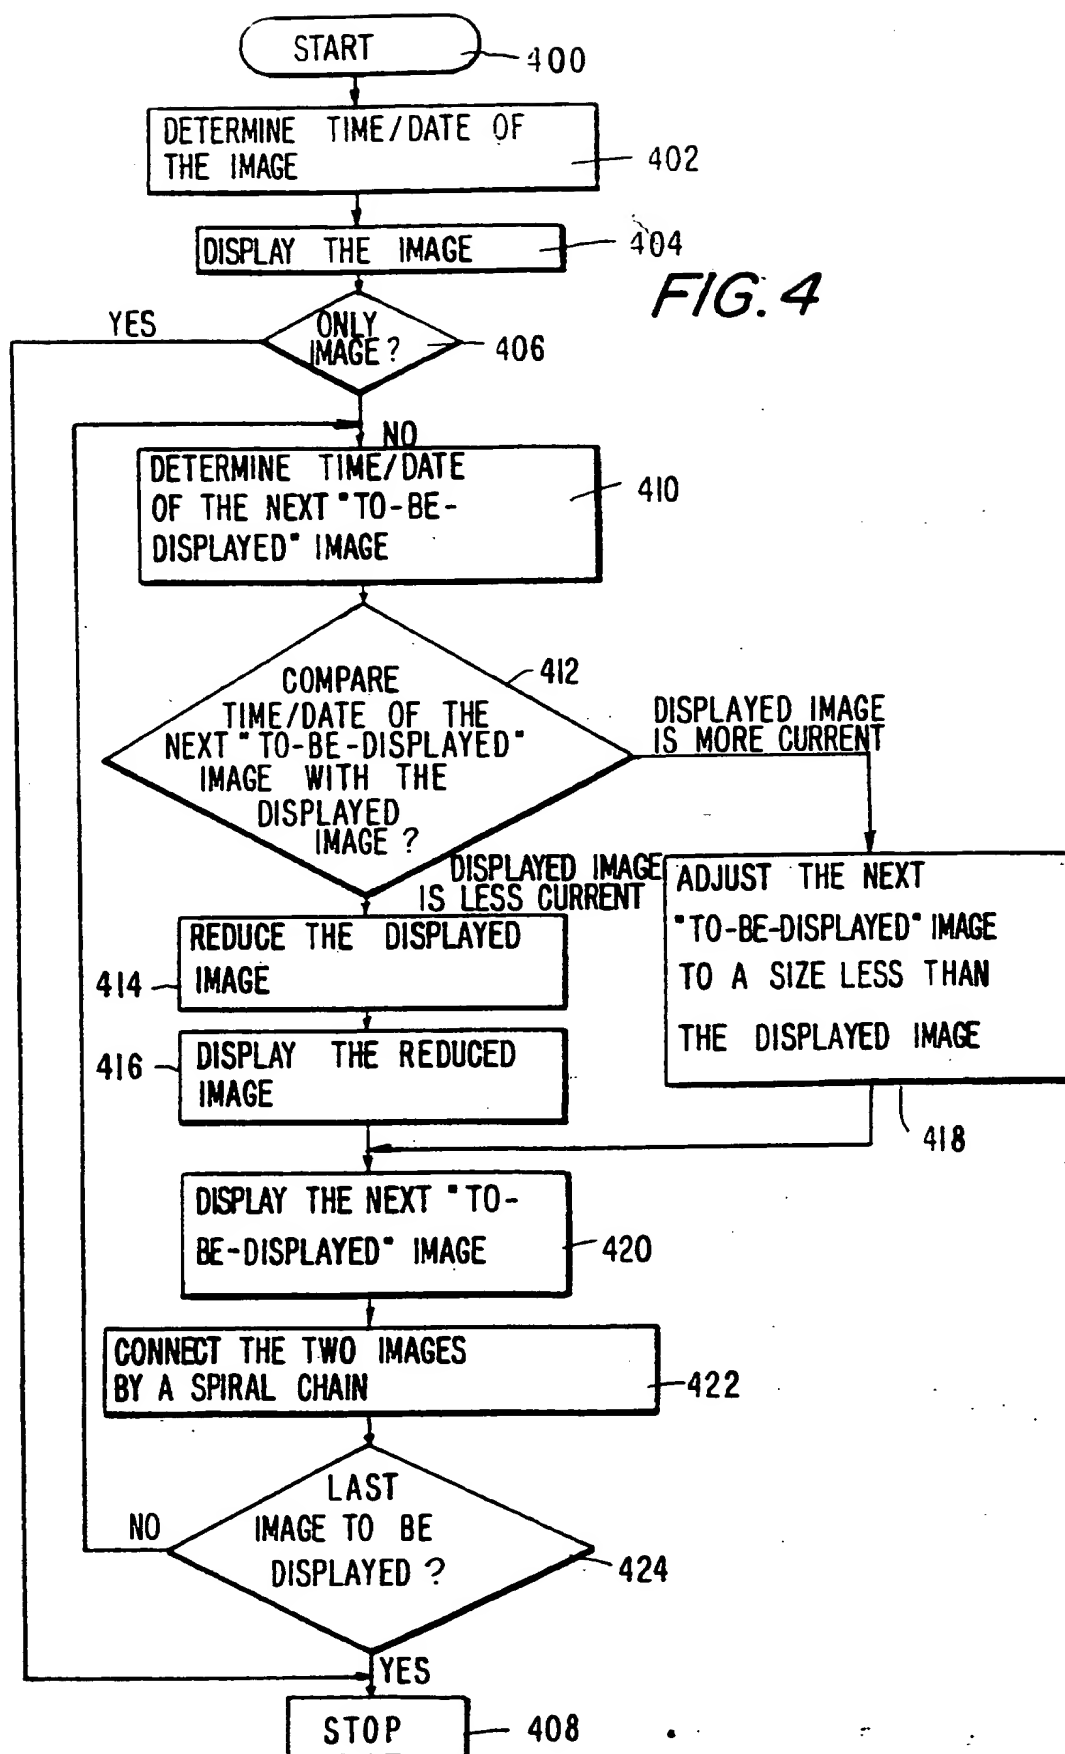 START
400
DETERMINE TIME/DATE OF
THE IMAGE
402
DISPLAY THE IMAGE
404
FIG. 4
YES
ONLY
IMAGE?
406
NO
DETERMINE TIME/DATE
OF THE NEXT "TO-BE-
DISPLAYED" IMAGE
410
COMPARE
TIME/DATE OF THE
NEXT "TO-BE-DISPLAYED"
IMAGE WITH THE
DISPLAYED
IMAGE?
412
DISPLAYED IMAGE
IS MORE CURRENT
DISPLAYED IMAGE
IS LESS CURRENT
REDUCE THE DISPLAYED
IMAGE
414
ADJUST THE NEXT
"TO-BE-DISPLAYED" IMAGE
TO A SIZE LESS THAN
THE DISPLAYED IMAGE
418
DISPLAY THE REDUCED
IMAGE
416
DISPLAY THE NEXT "TO-
BE-DISPLAYED" IMAGE
420
CONNECT THE TWO IMAGES
BY A SPIRAL CHAIN
422
LAST
IMAGE TO BE
DISPLAYED?
424
NO
YES
STOP
408